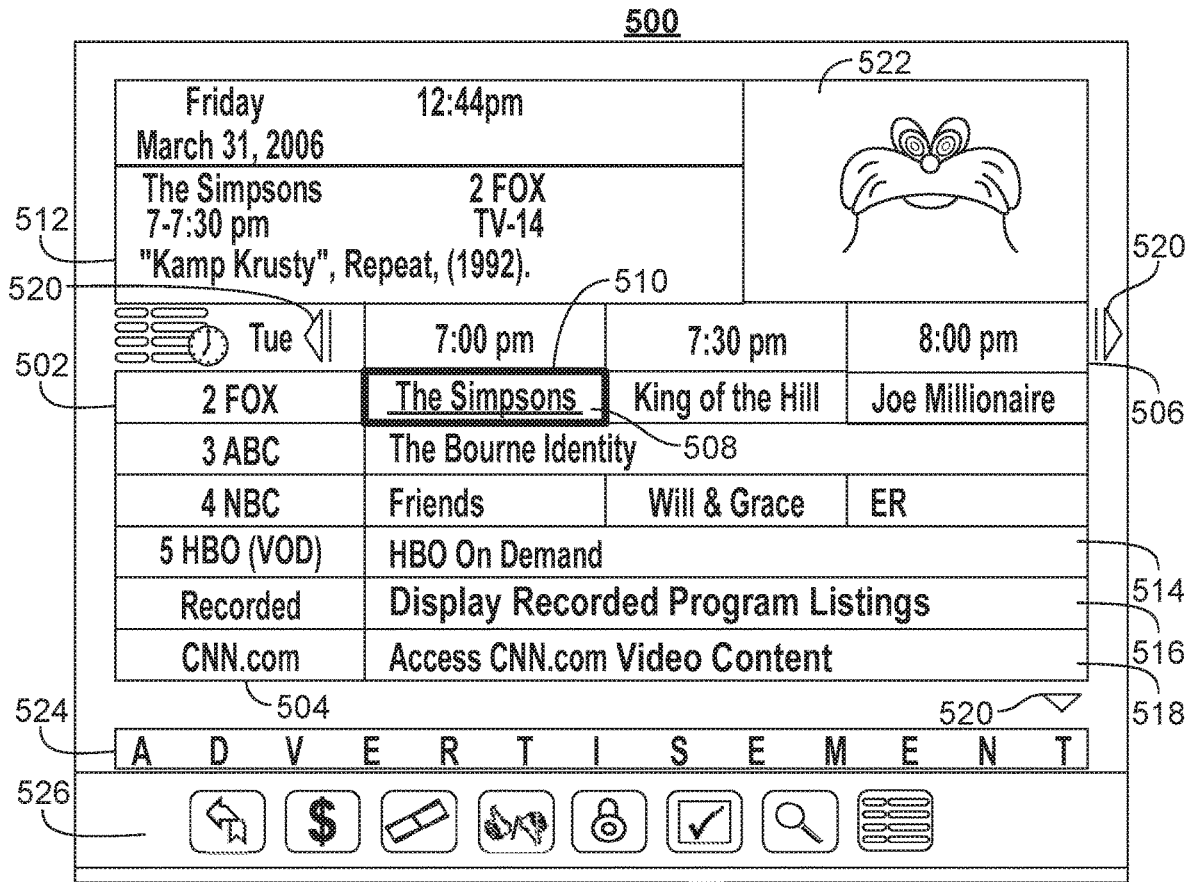 500
522
Friday 12:44pm
March 31, 2006
The Simpsons 2 FOX
7-7:30 pm TV-14
"Kamp Krusty", Repeat, (1992).
512
520
510
520
Tue 7:00 pm 7:30 pm 8:00 pm
502
2 FOX The Simpsons King of the Hill Joe Millionaire
506
3 ABC The Bourne Identity
508
4 NBC Friends Will & Grace ER
5 HBO (VOD) HBO On Demand
514
Recorded Display Recorded Program Listings
516
CNN.com Access CNN.com Video Content
518
504
520
524
A D V E R T I S E M E N T
526
$